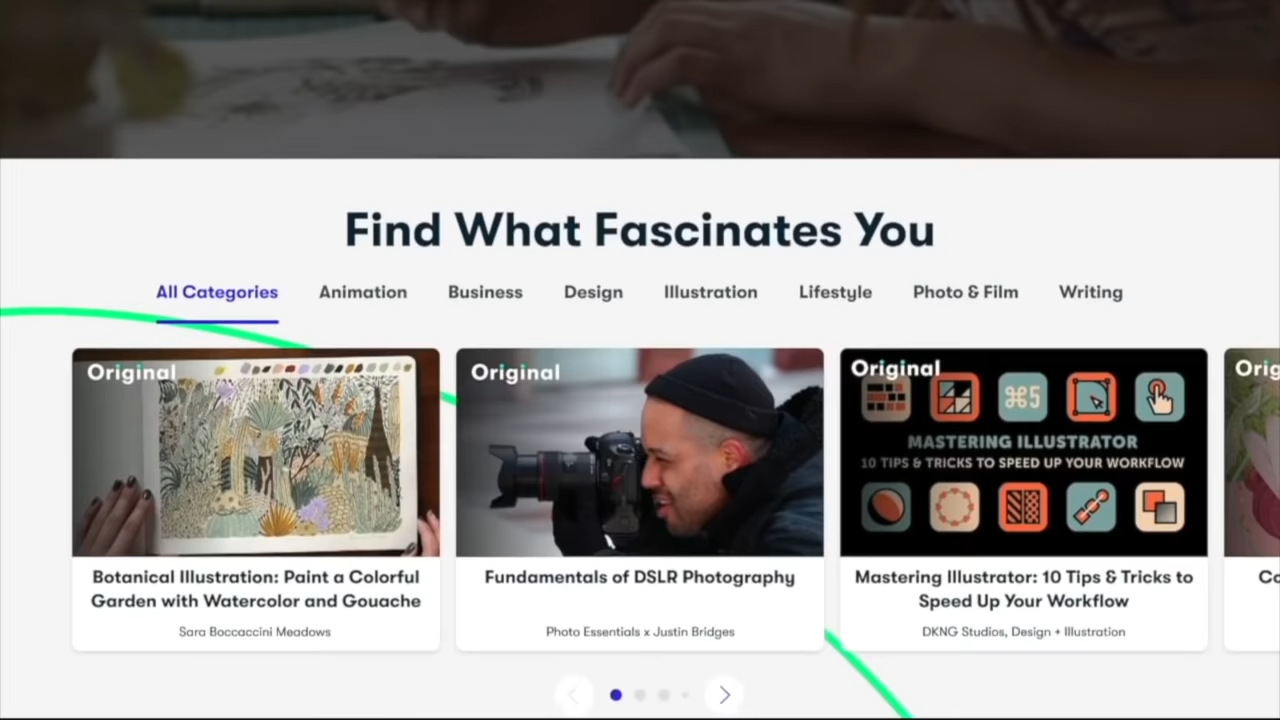 Find What Fascinates You
All Categories Animation Business Design Illustration Lifestyle Photo & Film Writing
Original
Original
Original
⌘5
MASTERING ILLUSTRATOR
10 TIPS & TRICKS TO SPEED UP YOUR WORKFLOW
Botanical Illustration: Paint a Colorful
Garden with Watercolor and Gouache
Sara Boccaccini Meadows
Fundamentals of DSLR Photography
Photo Essentials x Justin Bridges
Mastering Illustrator: 10 Tips & Tricks to
Speed Up Your Workflow
DKNG Studios, Design + Illustration